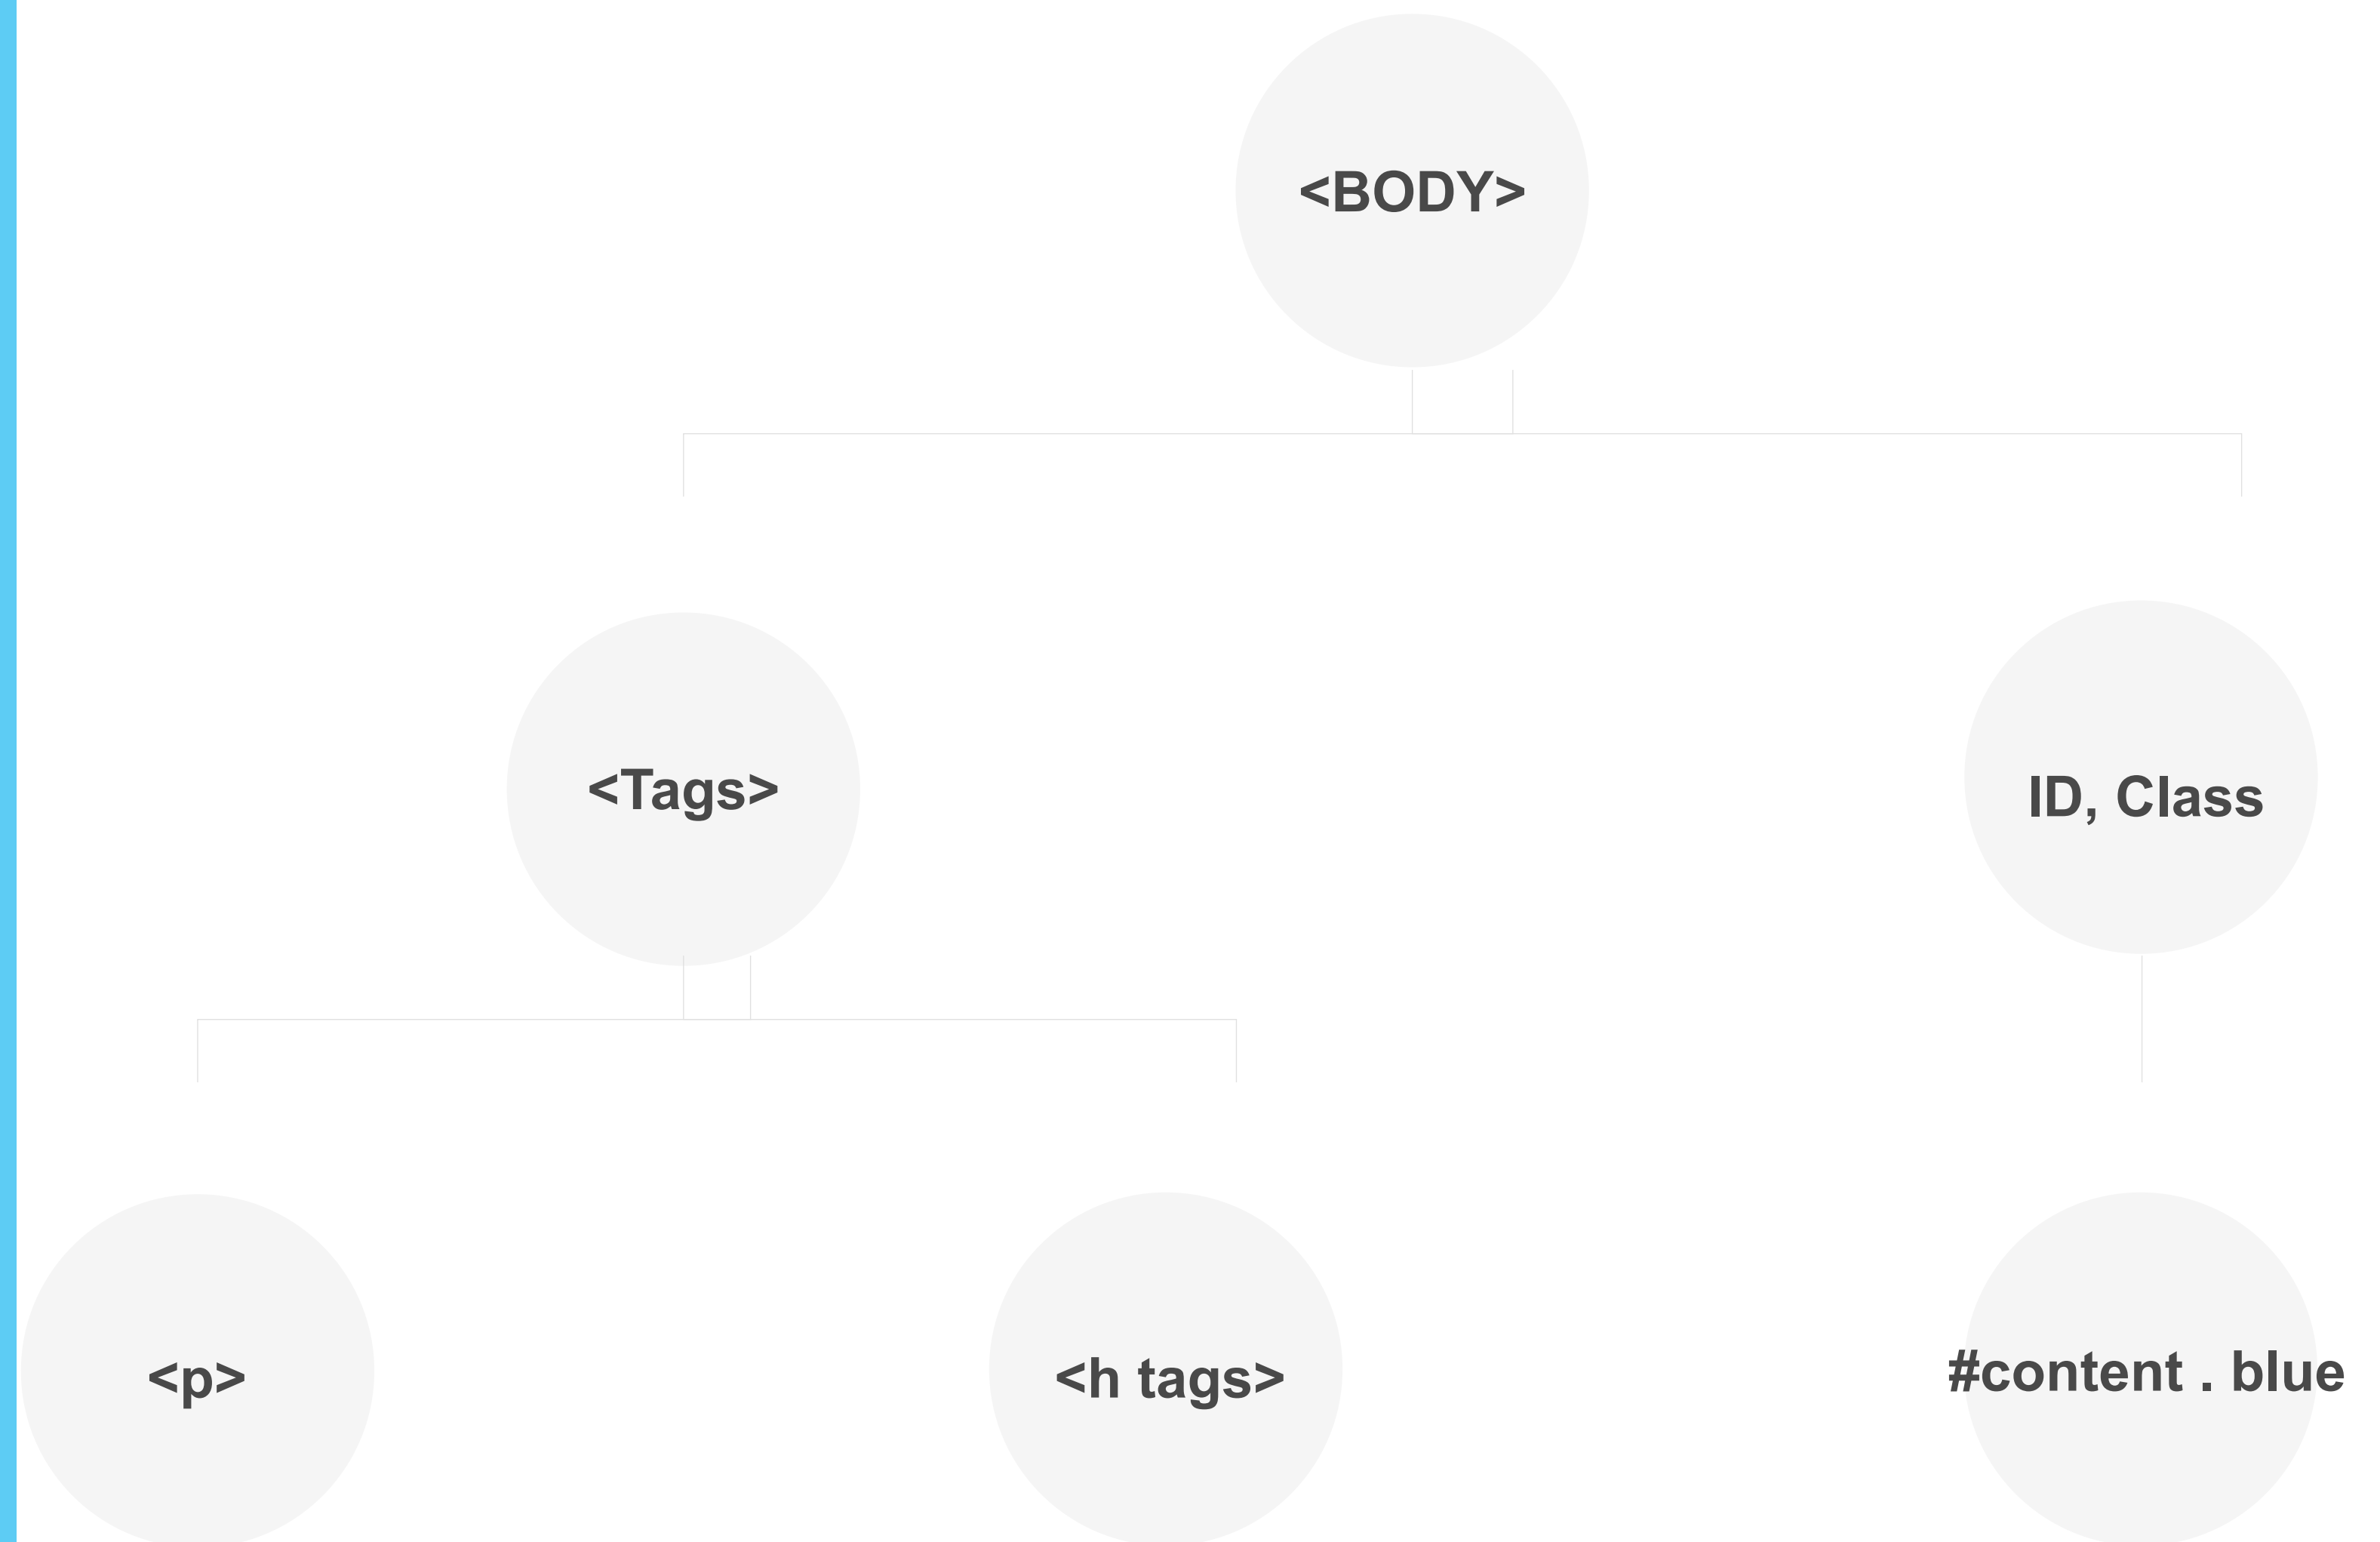 <BODY>
<Tags>
ID, Class
<p>
<h tags>
#content . blue